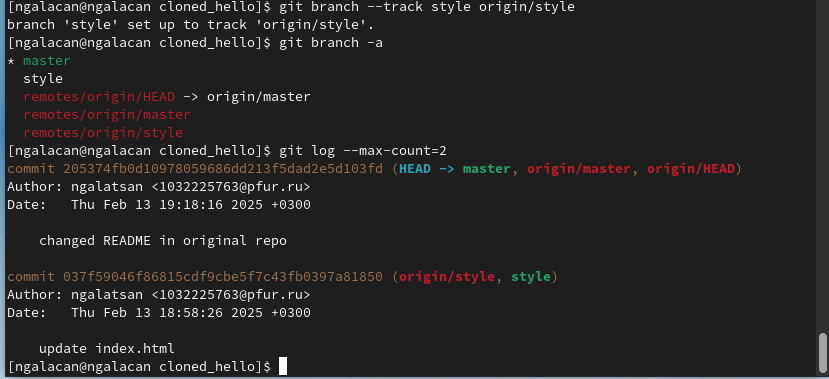 [ngalacan@ngalacan cloned_hello]$ git branch --track style origin/style
branch 'style' set up to track 'origin/style'.
[ngalacan@ngalacan cloned_hello]$ git branch -a
* master
  style
  remotes/origin/HEAD -> origin/master
  remotes/origin/master
  remotes/origin/style
[ngalacan@ngalacan cloned_hello]$ git log --max-count=2
commit 205374fb0d10978059686dd213f5dad2e5d103fd (HEAD -> master, origin/master, origin/HEAD)
Author: ngalatsan <1032225763@pfur.ru>
Date:   Thu Feb 13 19:18:16 2025 +0300
    changed README in original repo
commit 037f59046f86815cdf9cbe5f7c43fb0397a81850 (origin/style, style)
Author: ngalatsan <1032225763@pfur.ru>
Date:   Thu Feb 13 18:58:26 2025 +0300
    update index.html
[ngalacan@ngalacan cloned_hello]$